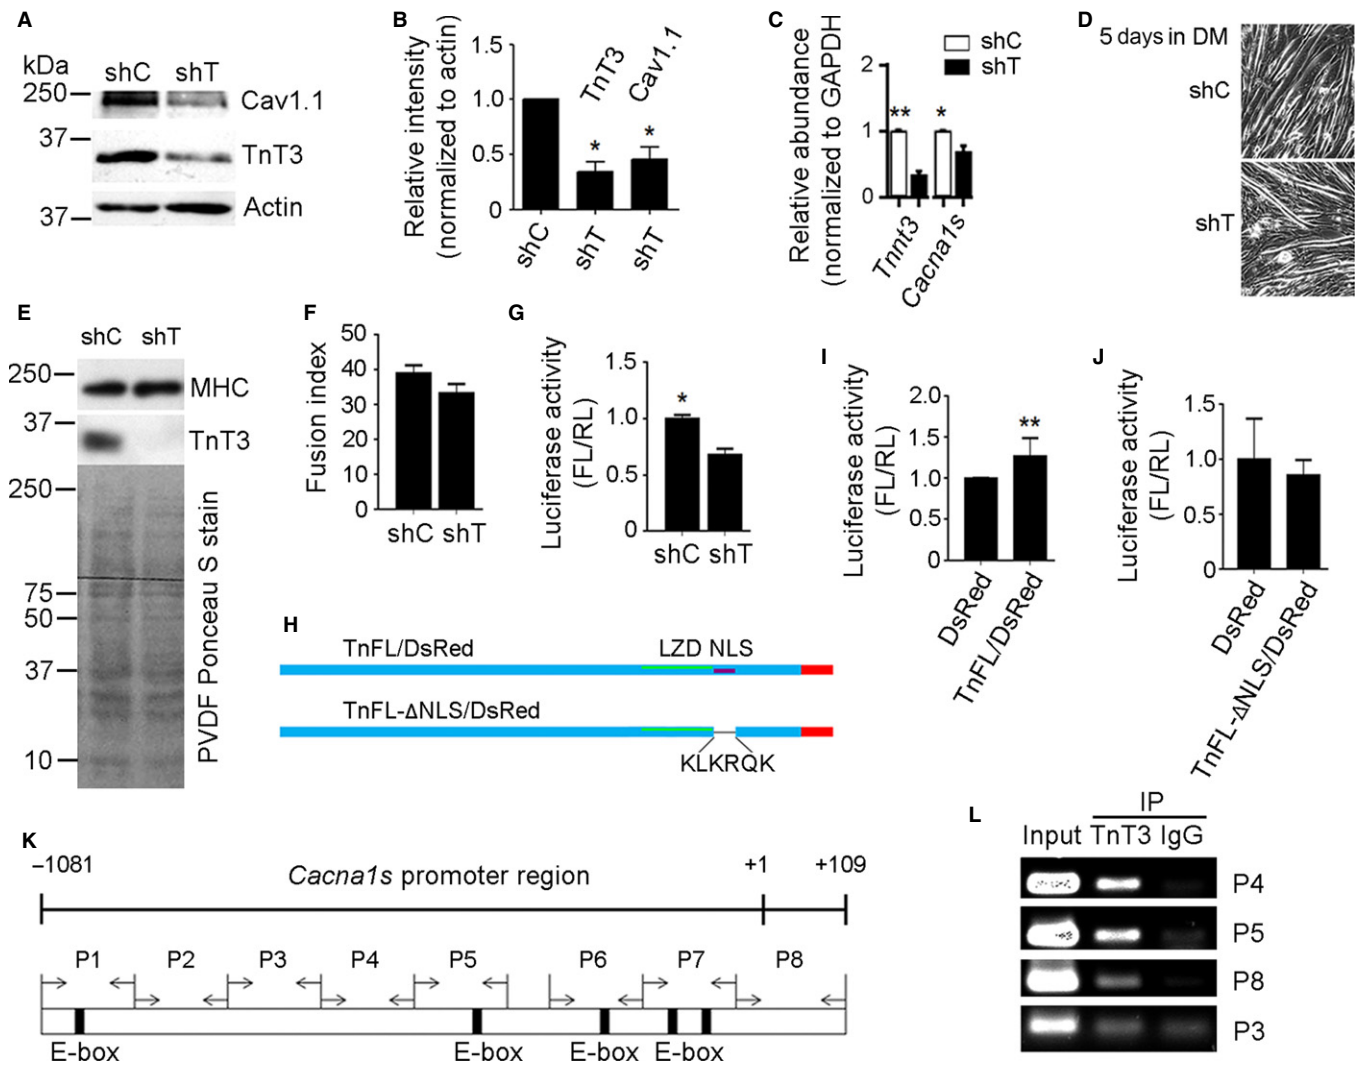 A
kDa
shC shT
250
Cav1.1
37
TnT3
37
Actin
B
Relative intensity
(normalized to actin)
1.5
1.0
0.5
0
TnT3
Cav1.1
*
*
shC
shT
shT
C
Relative abundance
(normalized to GAPDH)
2
1
0
shC
shT
**
*
Tnnt3
Cacna1s
D
5 days in DM
shC
shT
E
shC shT
250
MHC
37
TnT3
250
75
50
37
10
PVDF Ponceau S stain
F
Fusion index
50
40
30
20
10
0
shC shT
G
Luciferase activity
(FL/RL)
1.5
1.0
0.5
0
*
shC shT
H
TnFL/DsRed
LZD NLS
TnFL-ΔNLS/DsRed
KLKRQK
I
Luciferase activity
(FL/RL)
2.0
1.5
1.0
0.5
0
**
DsRed
TnFL/DsRed
J
Luciferase activity
(FL/RL)
1.5
1.0
0.5
0
DsRed
TnFL-ΔNLS/DsRed
K
–1081
Cacna1s promoter region
+1
+109
P1 P2 P3 P4 P5 P6 P7 P8
E-box E-box E-box E-box
L
IP
Input TnT3 IgG
P4
P5
P8
P3